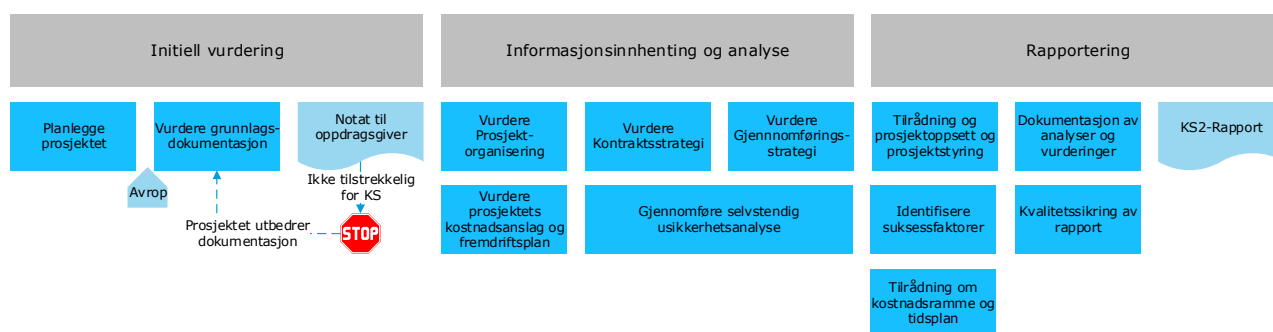 Initiell vurdering
Informasjonsinnhenting og analyse
Rapportering
Planlegge
prosjektet
Vurdere grunnlags-
dokumentasjon
Notat til
oppdragsgiver
Avrop
Ikke tilstrekkelig
for KS
Prosjektet utbedrer
dokumentasjon
STOP
Vurdere
Prosjekt-
organisering
Vurdere
Kontraktsstrategi
Vurdere
Gjennnomførings-
strategi
Vurdere
prosjektets
kostnadsanslag og
fremdriftsplan
Gjennomføre selvstendig
usikkerhetsanalyse
Tilrådning og
prosjektoppsett og
prosjektstyring
Dokumentasjon av
analyser og
vurderinger
KS2-Rapport
Identifisere
suksessfaktorer
Kvalitetssikring av
rapport
Tilrådning om
kostnadsramme og
tidsplan